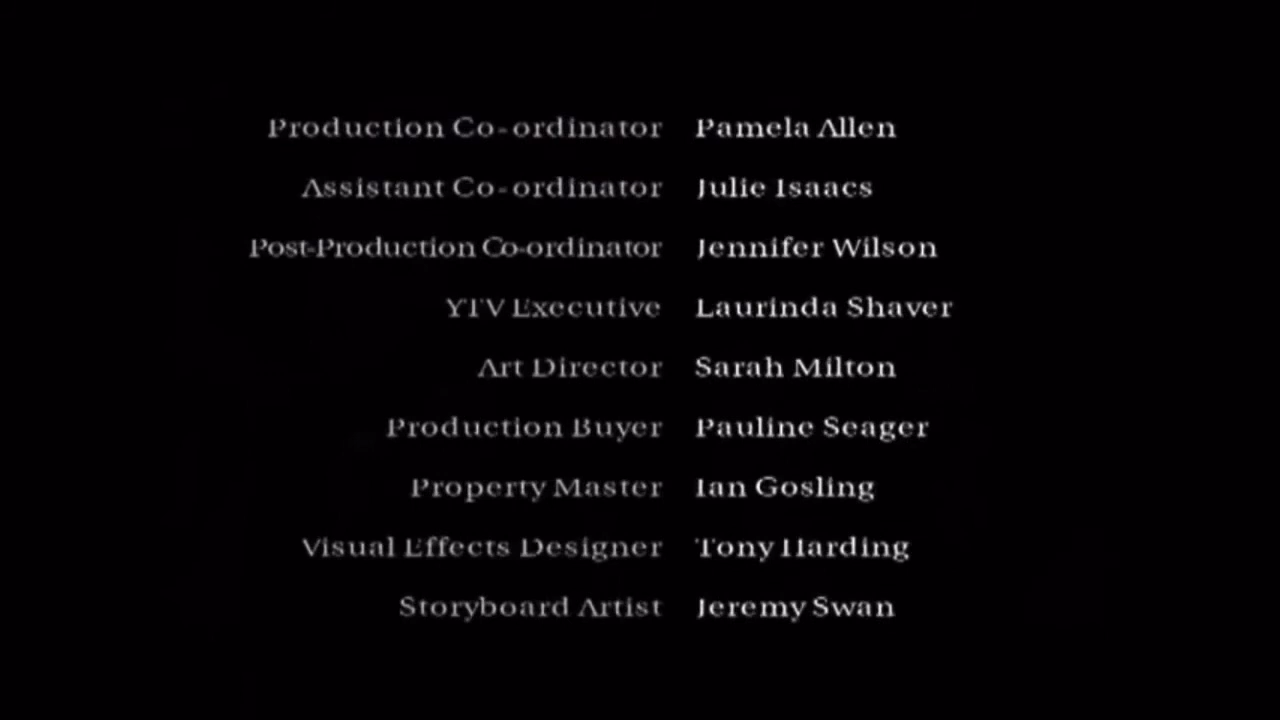 Production Co-ordinator Pamela Allen
Assistant Co-ordinator Julie Isaacs
Post-Production Co-ordinator Jennifer Wilson
YTV Executive Laurinda Shaver
Art Director Sarah Milton
Production Buyer Pauline Seager
Property Master Ian Gosling
Visual Effects Designer Tony Harding
Storyboard Artist Jeremy Swan